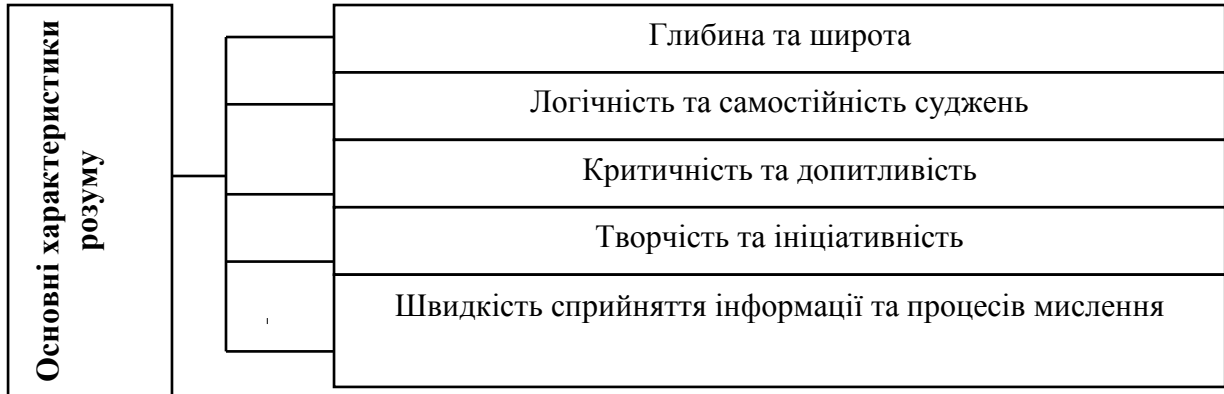 Основні характеристики
розуму
Глибина та широта
Логічність та самостійність суджень
Критичність та допитливість
Творчість та ініціативність
Швидкість сприйняття інформації та процесів мислення